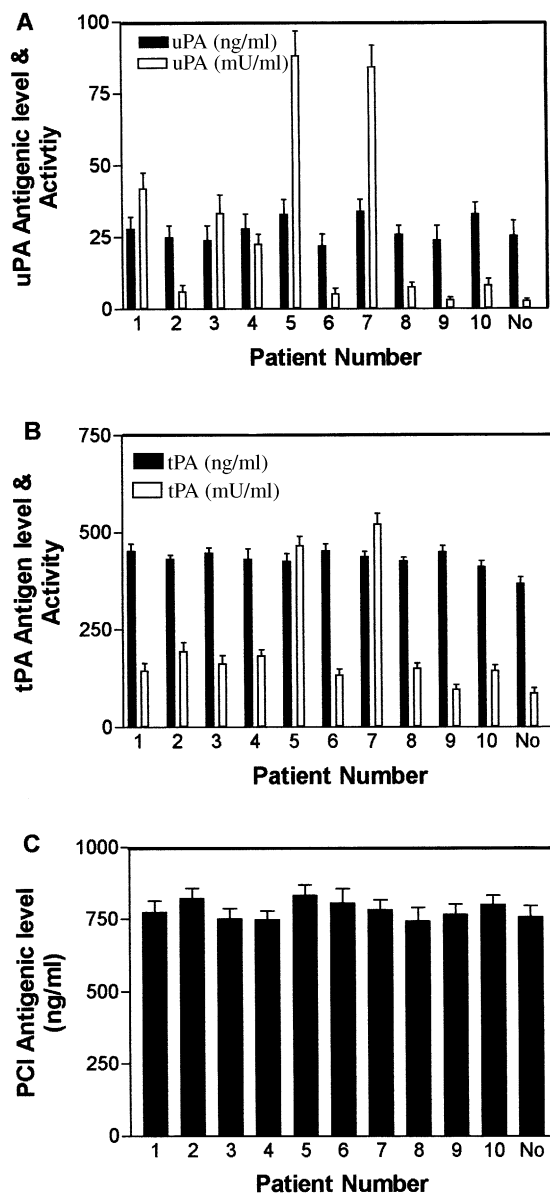 A
uPA Antigenic level &
Activtiy
100
75
50
25
0
uPA (ng/ml)
uPA (mU/ml)
1 2 3 4 5 6 7 8 9 10 No
Patient Number
B
tPA Antigen level &
Activity
750
500
250
0
tPA (ng/ml)
tPA (mU/ml)
1 2 3 4 5 6 7 8 9 10 No
Patient Number
C
PCI Antigenic level
(ng/ml)
1000
750
500
250
0
1 2 3 4 5 6 7 8 9 10 No
Patient Number